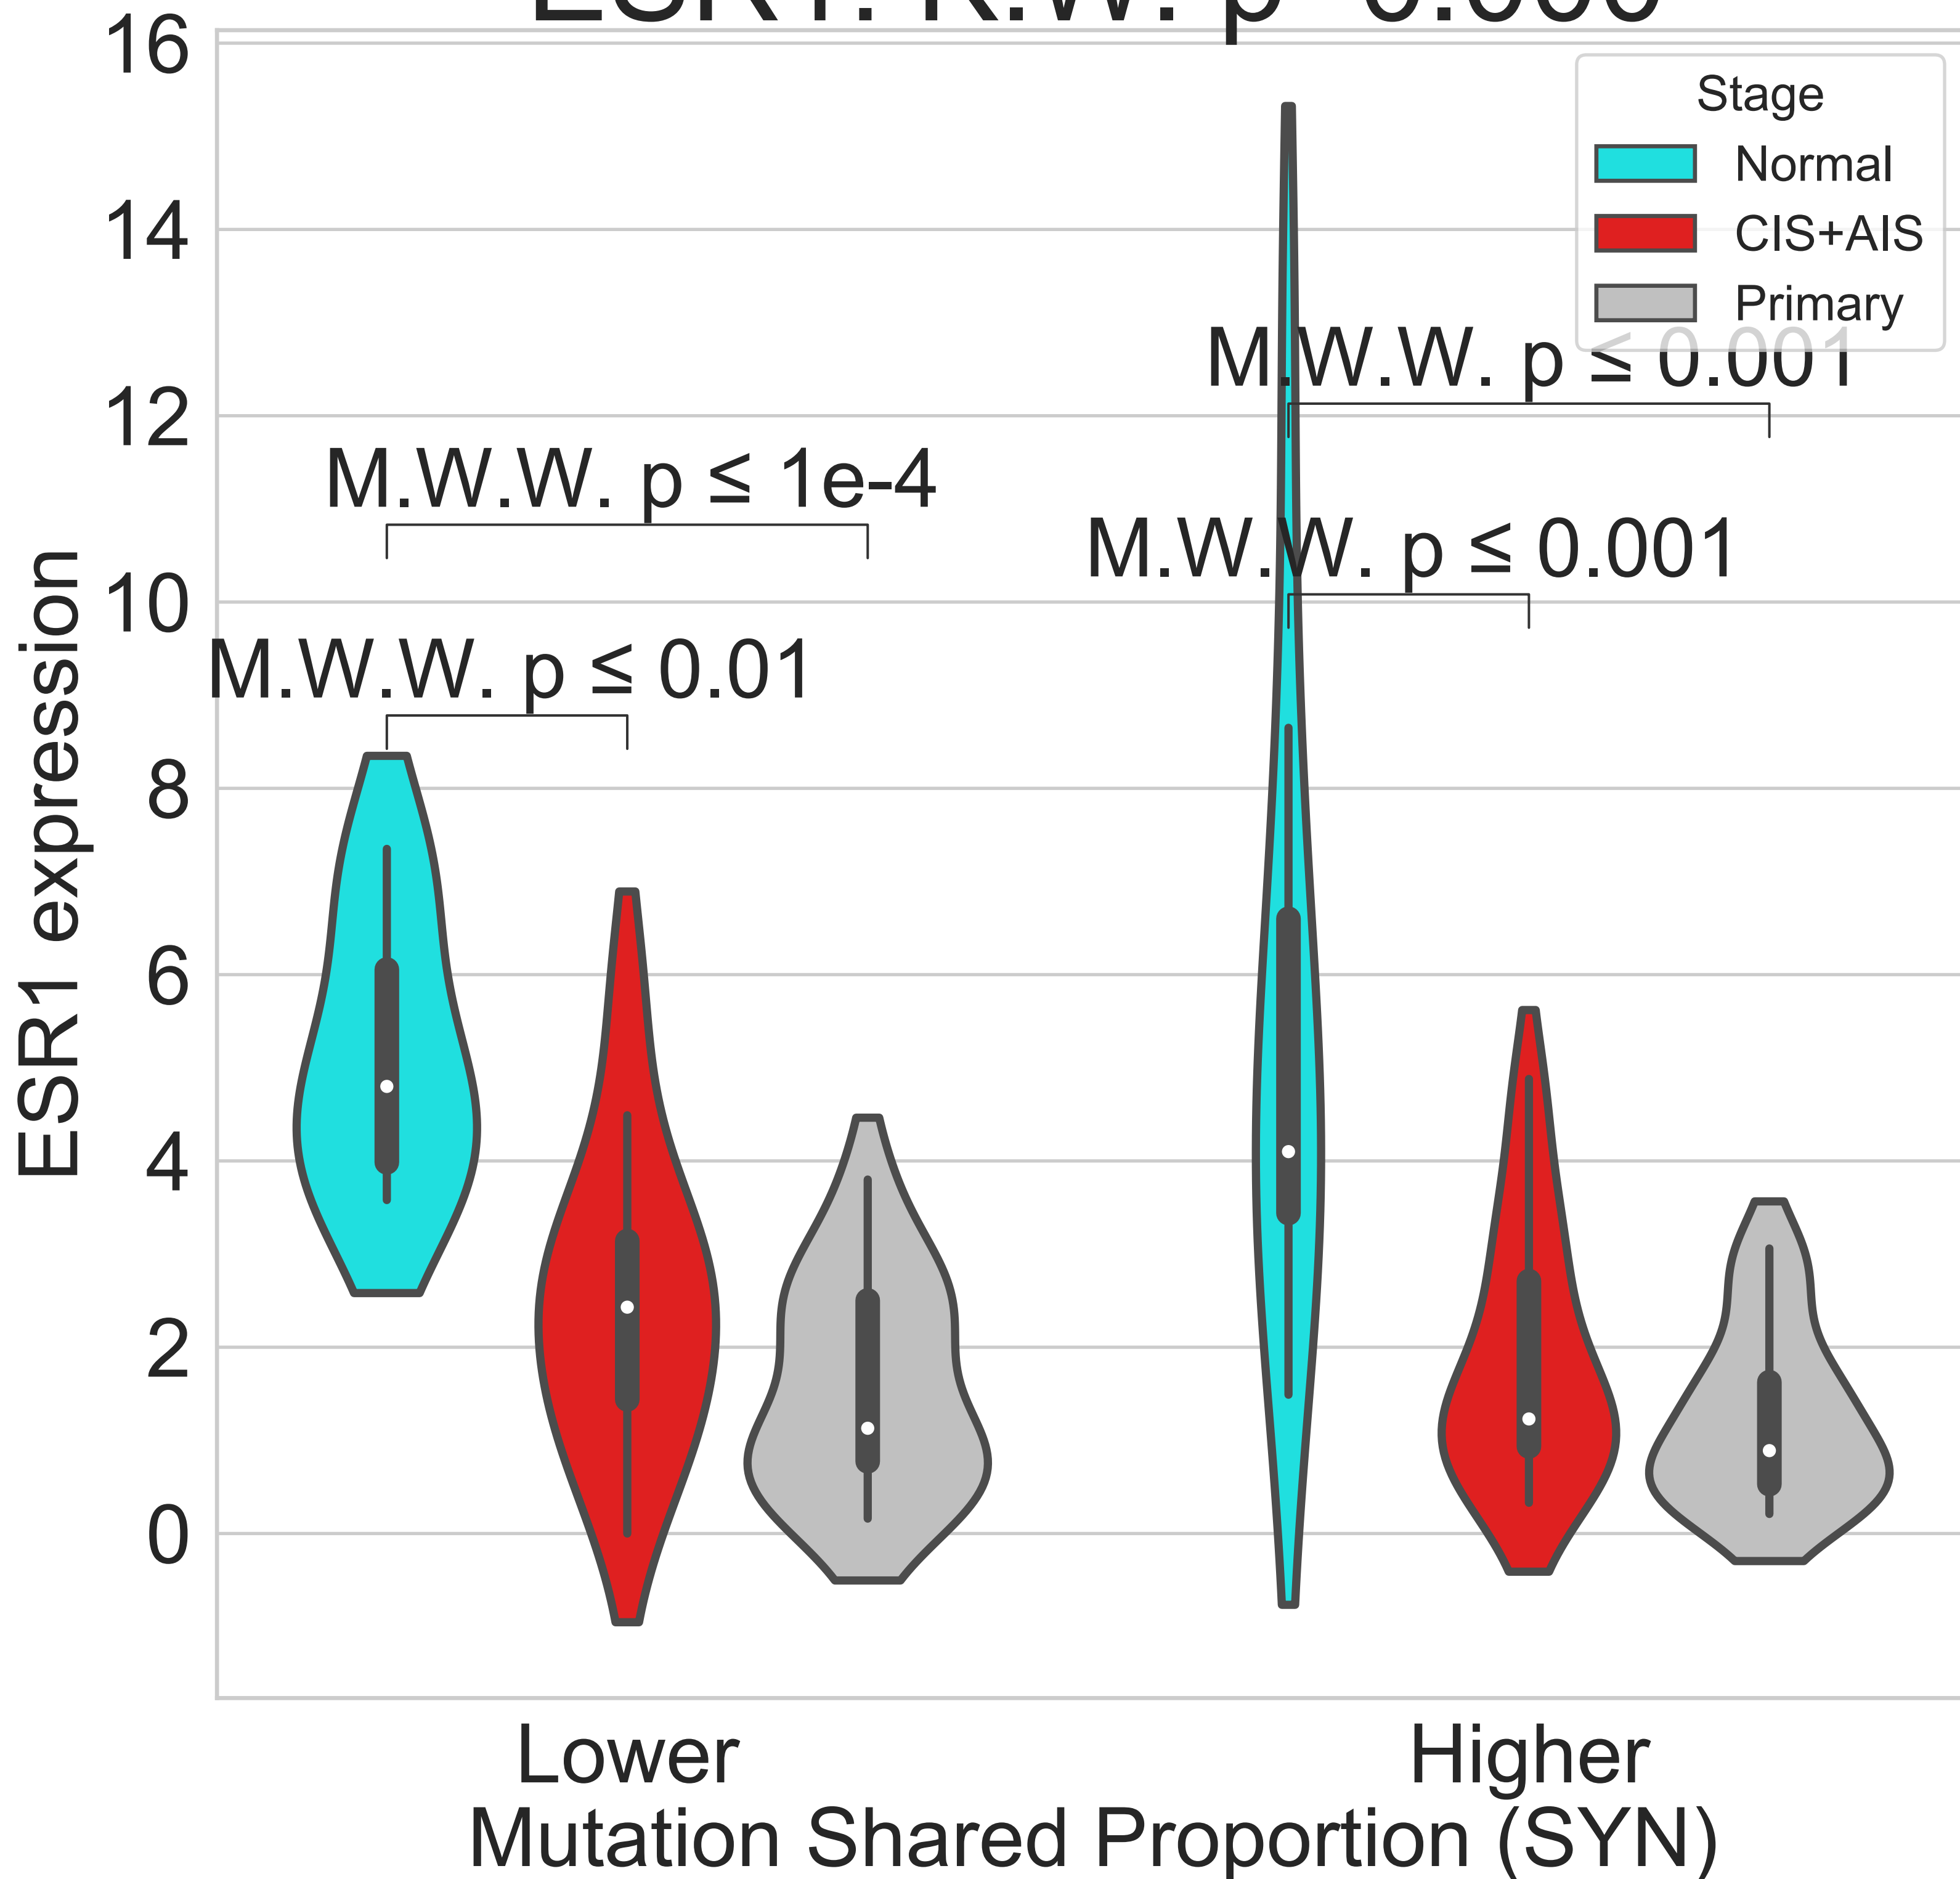 16
14
12
10
8
6
4
2
0
ESR1 expression
Stage
Normal
CIS+AIS
Primary
M.W.W. p ≤ 0.001
M.W.W. p ≤ 1e-4
M.W.W. p ≤ 0.001
M.W.W. p ≤ 0.01
Lower
Higher
Mutation Shared Proportion (SYN)